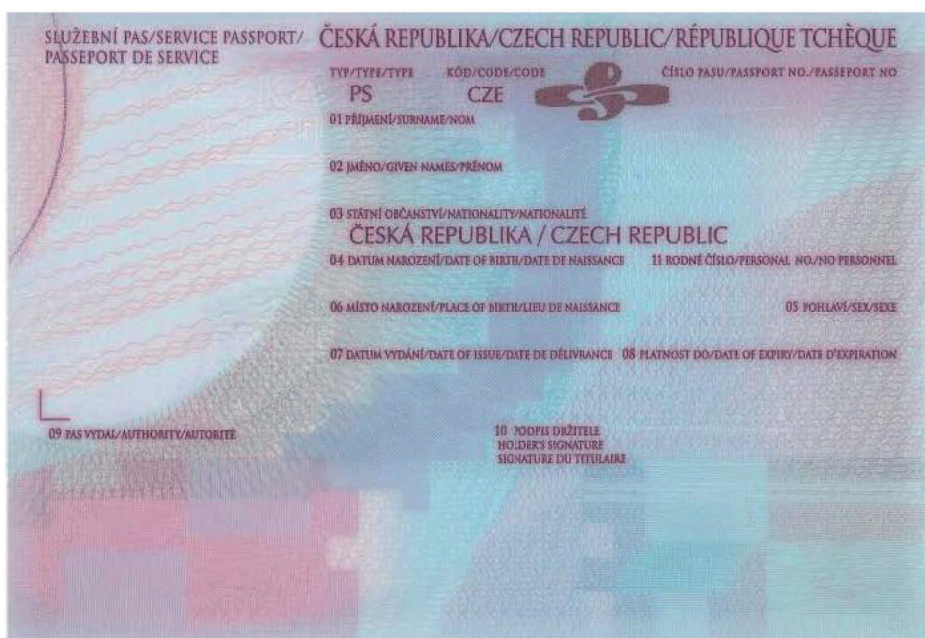 SLUŽEBNÍ PAS/SERVICE PASSPORT/
PASSEPORT DE SERVICE
ČESKÁ REPUBLIKA/CZECH REPUBLIC/RÉPUBLIQUE TCHÈQUE
TYP/TYPE/TYPE KÓD/CODE/CODE ČÍSLO PASU/PASSPORT NO./PASSEPORT NO
PS CZE
01 PŘÍJMENÍ/SURNAME/NOM
02 JMÉNO/GIVEN NAMES/PRÉNOM
03 STÁTNÍ OBČANSTVÍ/NATIONALITY/NATIONALITÉ
ČESKÁ REPUBLIKA / CZECH REPUBLIC
04 DATUM NAROZENÍ/DATE OF BIRTH/DATE DE NAISSANCE 11 RODNÉ ČÍSLO/PERSONAL NO./NO PERSONNEL
06 MÍSTO NAROZENÍ/PLACE OF BIRTH/LIEU DE NAISSANCE 05 POHLAVÍ/SEX/SEXE
07 DATUM VYDÁNÍ/DATE OF ISSUE/DATE DE DÉLIVRANCE 08 PLATNOST DO/DATE OF EXPIRY/DATE D'EXPIRATION
09 PAS VYDAL/AUTHORITY/AUTORITÉ
10 PODPIS DRŽITELE
HOLDER'S SIGNATURE
SIGNATURE DU TITULAIRE